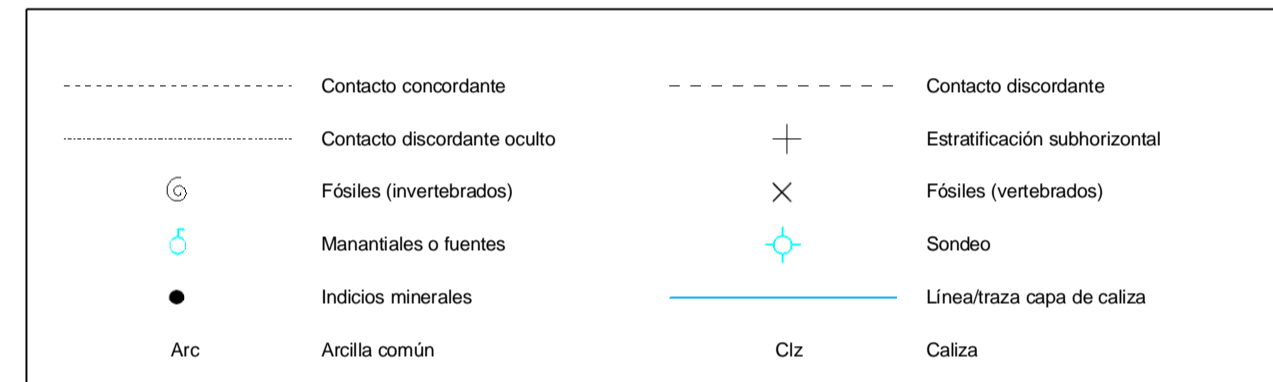 Contacto concordante
Contacto discordante
Contacto discordante oculto
Estratificación subhorizontal
Fósiles (invertebrados)
Fósiles (vertebrados)
Manantiales o fuentes
Sondeo
Indicios minerales
Línea/traza capa de caliza
Arc Arcilla común
Clz Caliza